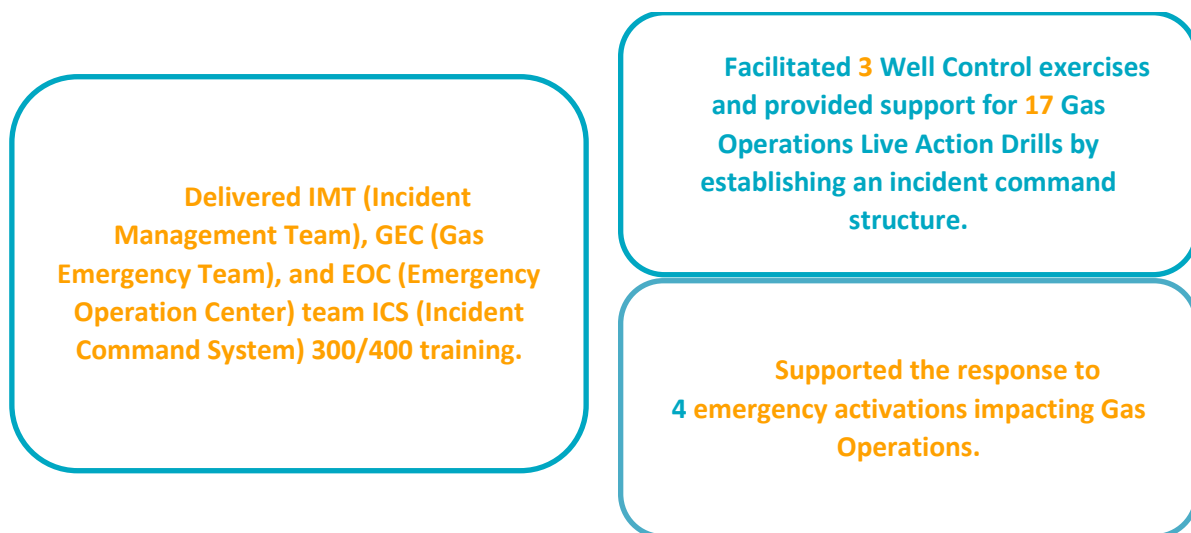 Delivered IMT (Incident
Management Team), GEC (Gas
Emergency Team), and EOC (Emergency
Operation Center) team ICS (Incident
Command System) 300/400 training.
Facilitated 3 Well Control exercises
and provided support for 17 Gas
Operations Live Action Drills by
establishing an incident command
structure.
Supported the response to
4 emergency activations impacting Gas
Operations.